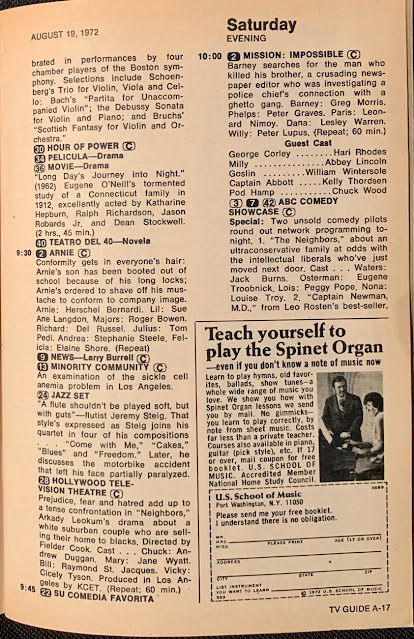 AUGUST 19, 1972
Saturday
EVENING
brated in performances by four
chamber players of the Boston sym-
phony. Selections include Schoen-
berg's Trio for Violin, Viola and Cel-
lo; Bach's "Partita for Unaccom-
panied Violin"; the Debussy Sonata
for Violin and Piano; and Bruchs'
"Scottish Fantasy for Violin and Or-
chestra."
30 HOUR OF POWER C
34 PELICULA—Drama
36 MOVIE—Drama
"Long Day's Journey into Night."
(1962) Eugene O'Neill's tormented
study of a Connecticut family in
1912, excellently acted by Katharine
Hepburn, Ralph Richardson, Jason
Robards Jr. and Dean Stockwell.
(2 hrs., 45 min.)
40 TEATRO DEL 40—Novela
9:30 2 ARNIE C
Conformity gets in everyone's hair:
Arnie's son has been booted out of
school because of his long locks;
Arnie's ordered to shave off his mus-
tache to conform to company image.
Arnie: Herschel Bernardi. Lil: Sue
Ane Langdon. Majors: Roger Bowen.
Richard: Del Russel. Julius: Tom
Pedi. Andrea: Stephanie Steele. Fel-
icia: Elaine Shore. (Repeat)
9 NEWS—Larry Burrell C
13 MINORITY COMMUNITY C
An examination of the sickle cell
anemia problem in Los Angeles.
24 JAZZ SET
"A flute shouldn't be played soft, but
with guts"—flutist Jeremy Steig. That
style's expressed as Steig joins his
quartet in four of his compositions
. . . "Come with Me," "Cakes,"
"Blues" and "Freedom." Later, he
discusses the motorbike accident
that left his face partially paralyzed.
28 HOLLYWOOD TELE-
VISION THEATRE C
Prejudice, fear and hatred add up to
a tense confrontation in "Neighbors,"
Arkady Leokum's drama about a
white suburban couple who are sell-
ing their home to blacks. Directed by
Fielder Cook. Cast . . . Chuck: An-
drew Duggan, Mary: Jane Wyatt.
Bill: Raymond St. Jacques, Vicky:
Cicely Tyson. Produced in Los An-
geles by KCET. (Repeat; 60 min.)
9:45 22 SU COMEDIA FAVORITA
10:00 2 MISSION: IMPOSSIBLE C
Barney searches for the man who
killed his brother, a crusading news-
paper editor who was investigating a
police chief's connection with a
ghetto gang. Barney: Greg Morris.
Phelps: Peter Graves. Paris: Leon-
ard Nimoy. Dana: Lesley Warren.
Willy: Peter Lupus. (Repeat; 60 min.)
Guest Cast
George Corley ........Hari Rhodes
Milly ..............Abbey Lincoln
Goslin .........William Wintersole
Captain Abbott ....Kelly Thordsen
Pod Hamp ...........Chuck Wood
3 7 42 ABC COMEDY
SHOWCASE C
Special: Two unsold comedy pilots
round out network programming to-
night. 1. "The Neighbors," about an
ultraconservative family at odds with
the intellectual liberals who've just
moved next door. Cast . . . Waters:
Jack Burns. Osterman: Eugene
Troobnick, Lois: Peggy Pope, Nona:
Louise Troy. 2. "Captain Newman,
M.D.," from Leo Rosten's best-seller,
Teach yourself to
play the Spinet Organ
—even if you don't know a note of music now
Learn to play hymns, old favor-
ites, ballads, show tunes—a
whole wide range of music you
love. We show you how with
Spinet Organ lessons we send
you by mail. No gimmicks—
you learn to play correctly, by
note from sheet music. Costs
far less than a private teacher.
Courses also available in piano,
guitar (pick style), etc. If 17
or over, mail coupon for free
booklet. U.S. SCHOOL OF
MUSIC. Accredited Member
National Home Study Council.
U.S. School of Music
Port Washington, N.Y. 11050
Please send me your free booklet.
I understand there is no obligation.
MR.
MRS.
MISS
PLEASE PRINT AGE (17 OR OVER)
ADDRESS
CITY STATE ZIP
LIST INSTRUMENT
YOU WANT TO LEARN
© 1972 U.S. SCHOOL OF MUSIC
TV GUIDE A-17